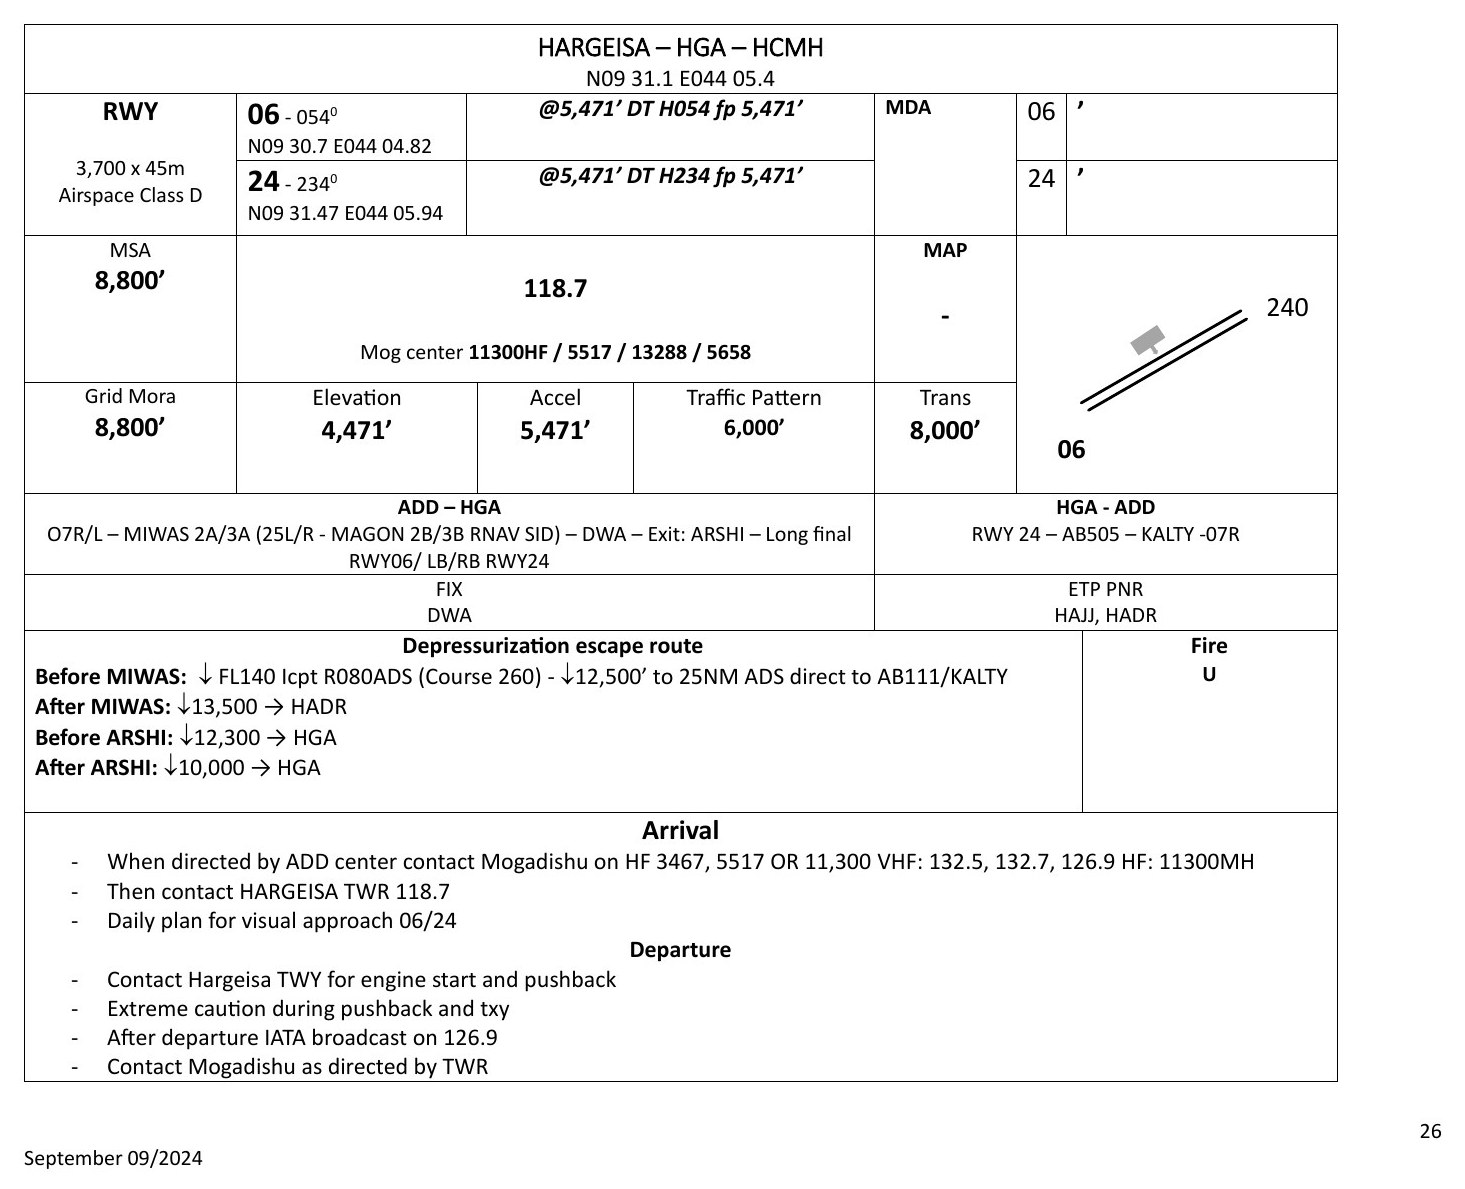 HARGEISA – HGA – HCMH
N09 31.1 E044 05.4
RWY
3,700 x 45m
Airspace Class D
06 - 054⁰
N09 30.7 E044 04.82
@5,471’ DT H054 fp 5,471’
MDA
06
’
24 - 234⁰
N09 31.47 E044 05.94
@5,471’ DT H234 fp 5,471’
24
’
MSA
8,800’
118.7
Mog center 11300HF / 5517 / 13288 / 5658
MAP
-
240
06
Grid Mora
8,800’
Elevation
4,471’
Accel
5,471’
Traffic Pattern
6,000’
Trans
8,000’
ADD – HGA
O7R/L – MIWAS 2A/3A (25L/R - MAGON 2B/3B RNAV SID) – DWA – Exit: ARSHI – Long final
RWY06/ LB/RB RWY24
HGA - ADD
RWY 24 – AB505 – KALTY -07R
FIX
DWA
ETP PNR
HAJJ, HADR
Depressurization escape route
Before MIWAS: ↓ FL140 Icpt R080ADS (Course 260) - ↓12,500’ to 25NM ADS direct to AB111/KALTY
After MIWAS: ↓13,500 → HADR
Before ARSHI: ↓12,300 → HGA
After ARSHI: ↓10,000 → HGA
Fire
U
Arrival
- When directed by ADD center contact Mogadishu on HF 3467, 5517 OR 11,300 VHF: 132.5, 132.7, 126.9 HF: 11300MH
- Then contact HARGEISA TWR 118.7
- Daily plan for visual approach 06/24
Departure
- Contact Hargeisa TWY for engine start and pushback
- Extreme caution during pushback and txy
- After departure IATA broadcast on 126.9
- Contact Mogadishu as directed by TWR
26
September 09/2024